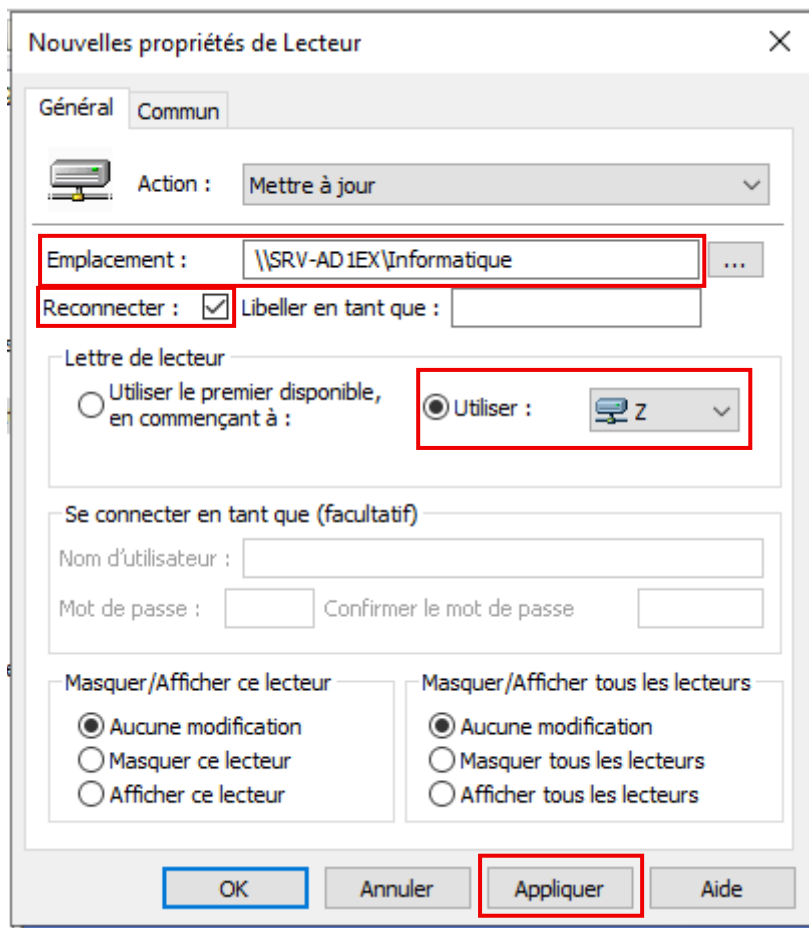 Nouvelles propriétés de Lecteur
Général Commun
Action : Mettre à jour
Emplacement : \\SRV-AD1EX\Informatique ...
Reconnecter : Libeller en tant que :
Lettre de lecteur
Utiliser le premier disponible,
en commençant à :
Utiliser : Z
Se connecter en tant que (facultatif)
Nom d'utilisateur :
Mot de passe : Confirmer le mot de passe
Masquer/Afficher ce lecteur
Aucune modification
Masquer ce lecteur
Afficher ce lecteur
Masquer/Afficher tous les lecteurs
Aucune modification
Masquer tous les lecteurs
Afficher tous les lecteurs
OK Annuler Appliquer Aide